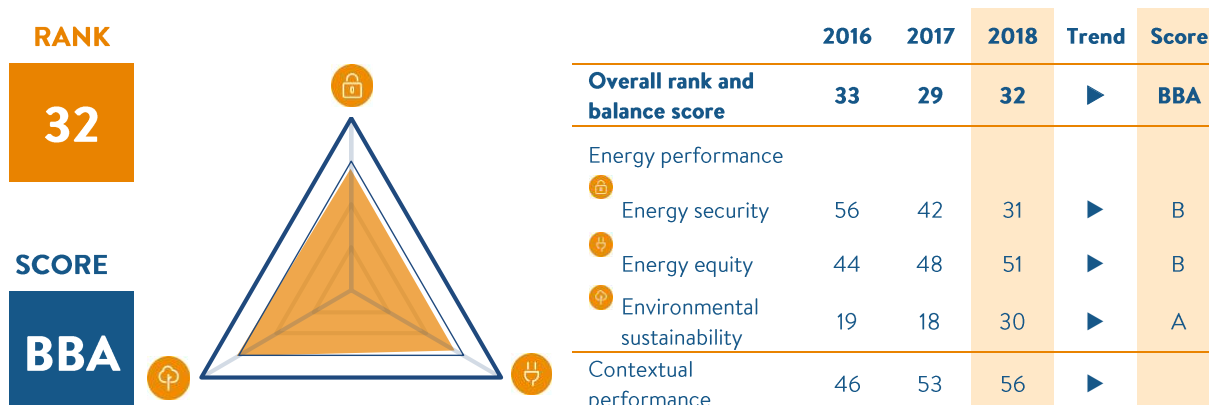 RANK
32
SCORE
BBA
2016 2017 2018 Trend Score
Overall rank and
balance score 33 29 32 BBA
Energy performance
Energy security 56 42 31 B
Energy equity 44 48 51 B
Environmental
sustainability 19 18 30 A
Contextual
performance 46 53 56